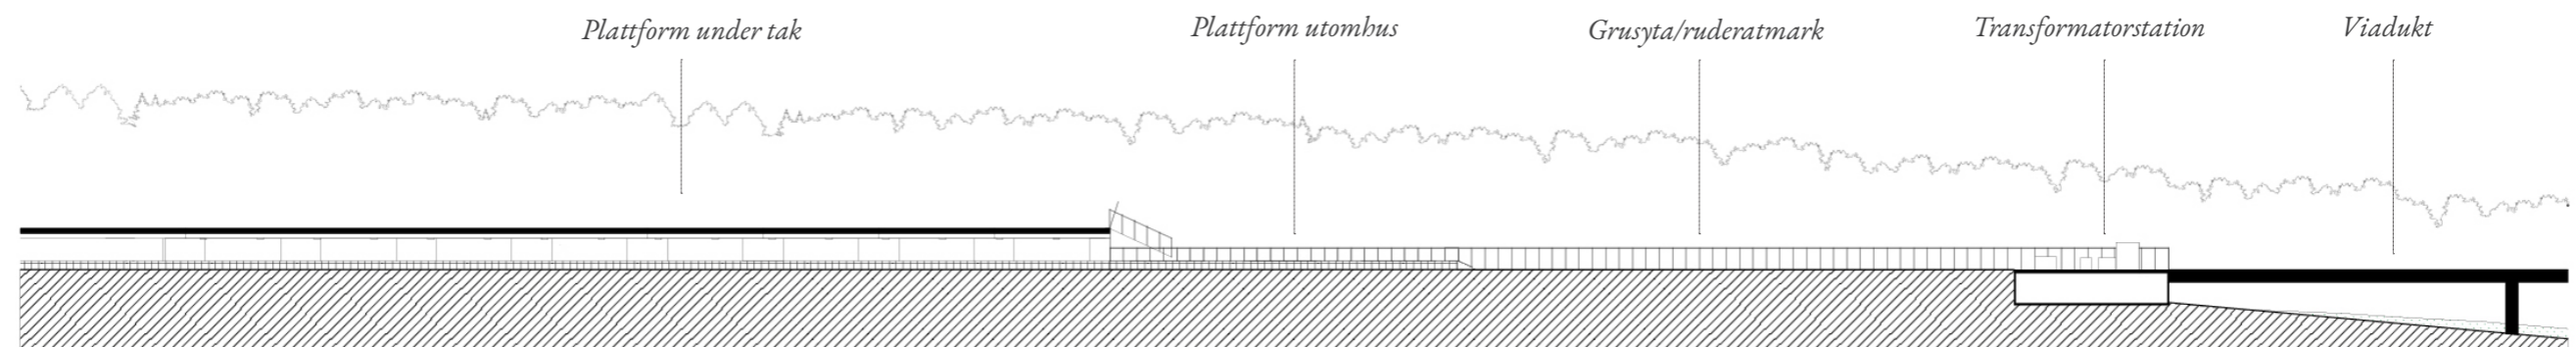 Plattform under tak
Plattform utomhus
Grusyta/ruderatmark
Transformatorstation
Viadukt